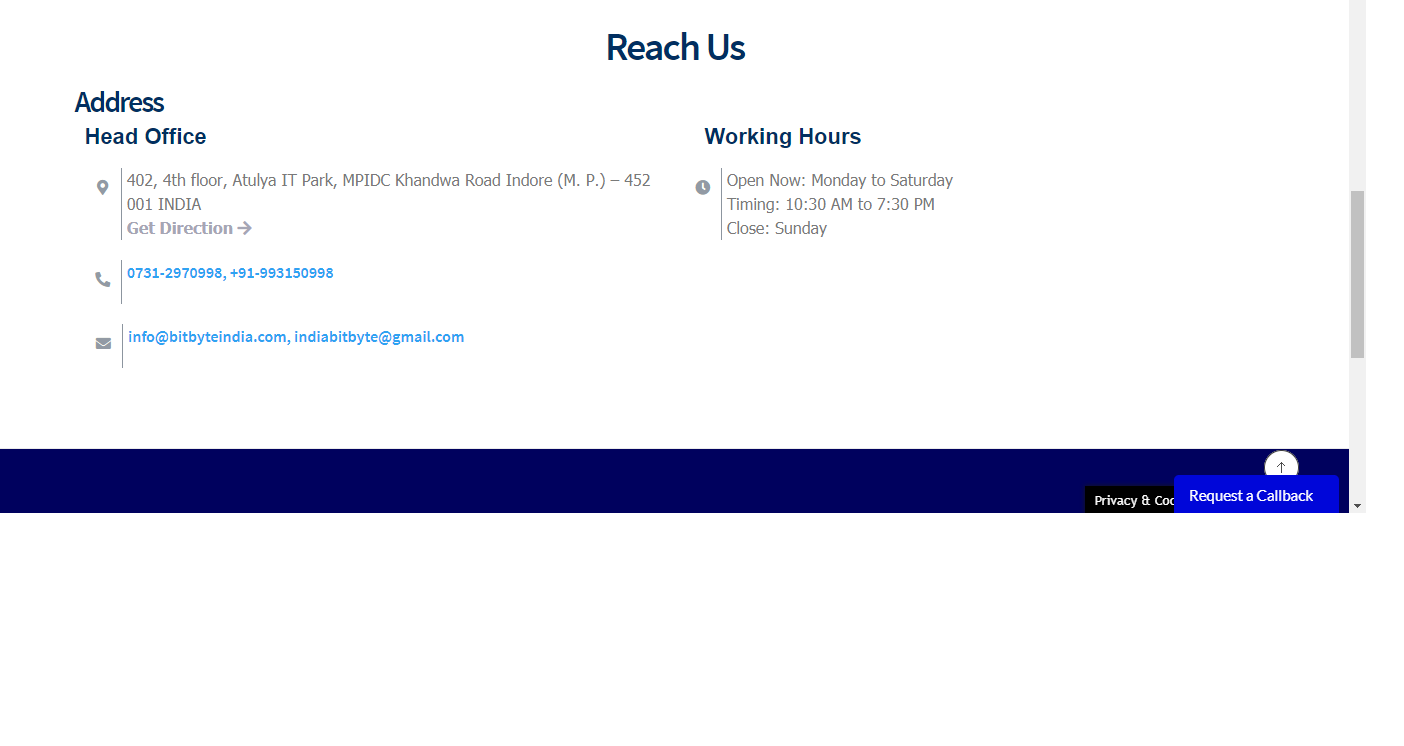 Reach Us
Address
Head Office
402, 4th floor, Atulya IT Park, MPIDC Khandwa Road Indore (M. P.) – 452
001 INDIA
Get Direction
0731-2970998, +91-993150998
info@bitbyteindia.com, indiabitbyte@gmail.com
Working Hours
Open Now: Monday to Saturday
Timing: 10:30 AM to 7:30 PM
Close: Sunday
Privacy &
Request a Callback